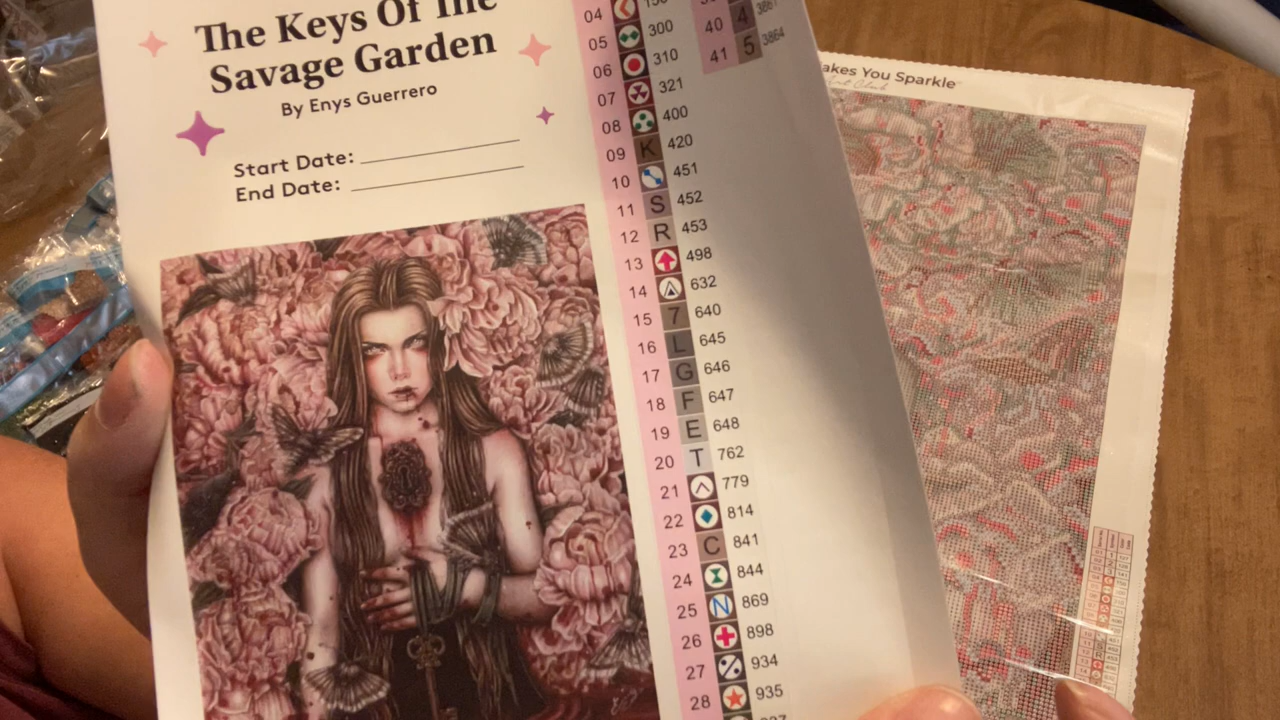 The Keys Of The
Savage Garden
By Enys Guerrero
Start Date:
End Date:
04 150
05 300
06 310
07 321
08 400
09 K 420
10 451
11 S 452
12 R 453
13 498
14 632
15 7 640
16 L 645
17 G 646
18 F 647
19 E 648
20 T 762
21 779
22 814
23 C 841
24 844
25 N 869
26 898
27 934
28 935
40 4 3861
41 5 3864
akes You Sparkle